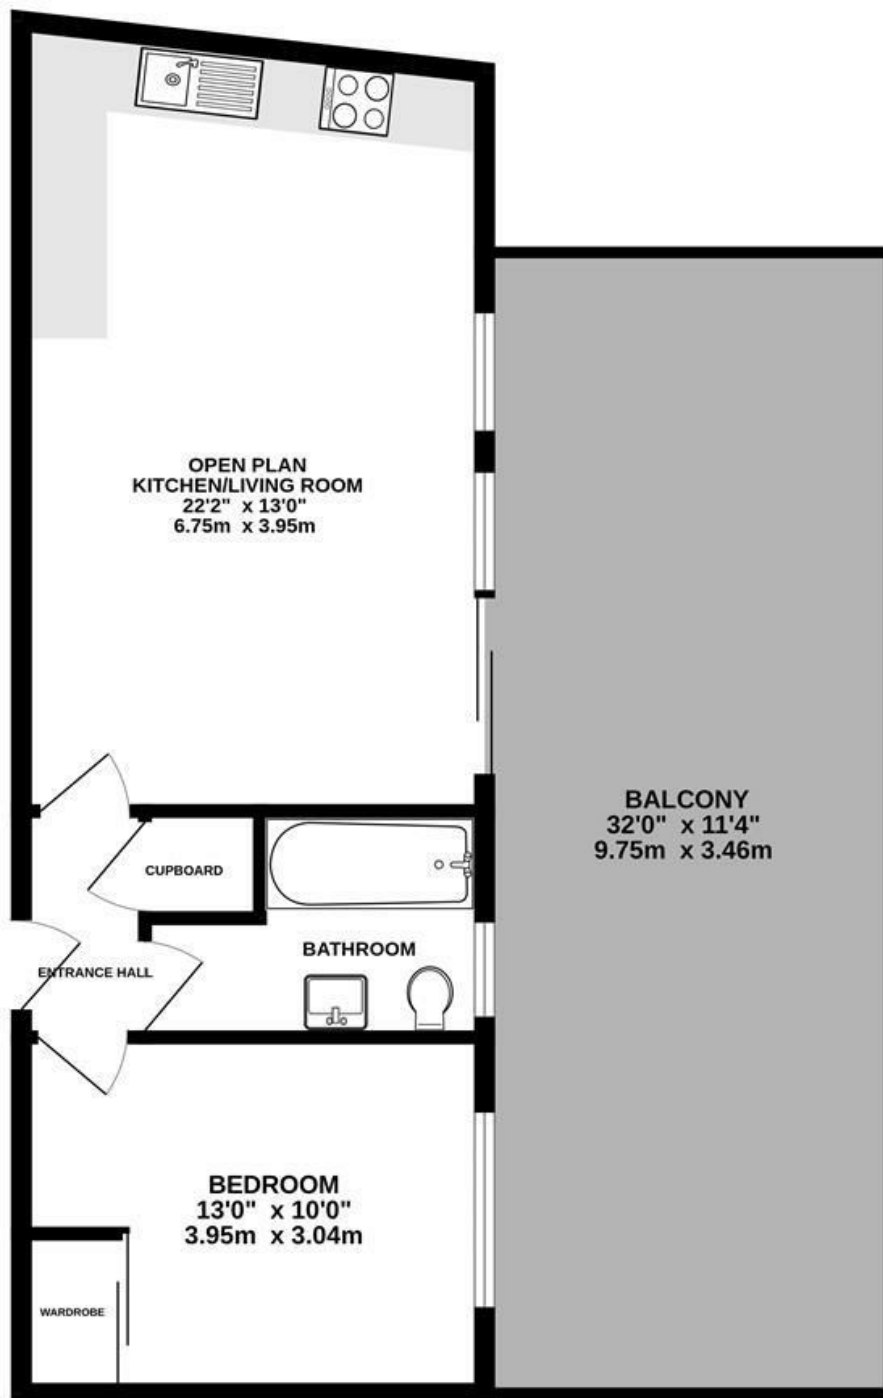 OPEN PLAN
KITCHEN/LIVING ROOM
22'2" x 13'0"
6.75m x 3.95m
BALCONY
32'0" x 11'4"
9.75m x 3.46m
CUPBOARD
BATHROOM
ENTRANCE HALL
BEDROOM
13'0" x 10'0"
3.95m x 3.04m
WARDROBE